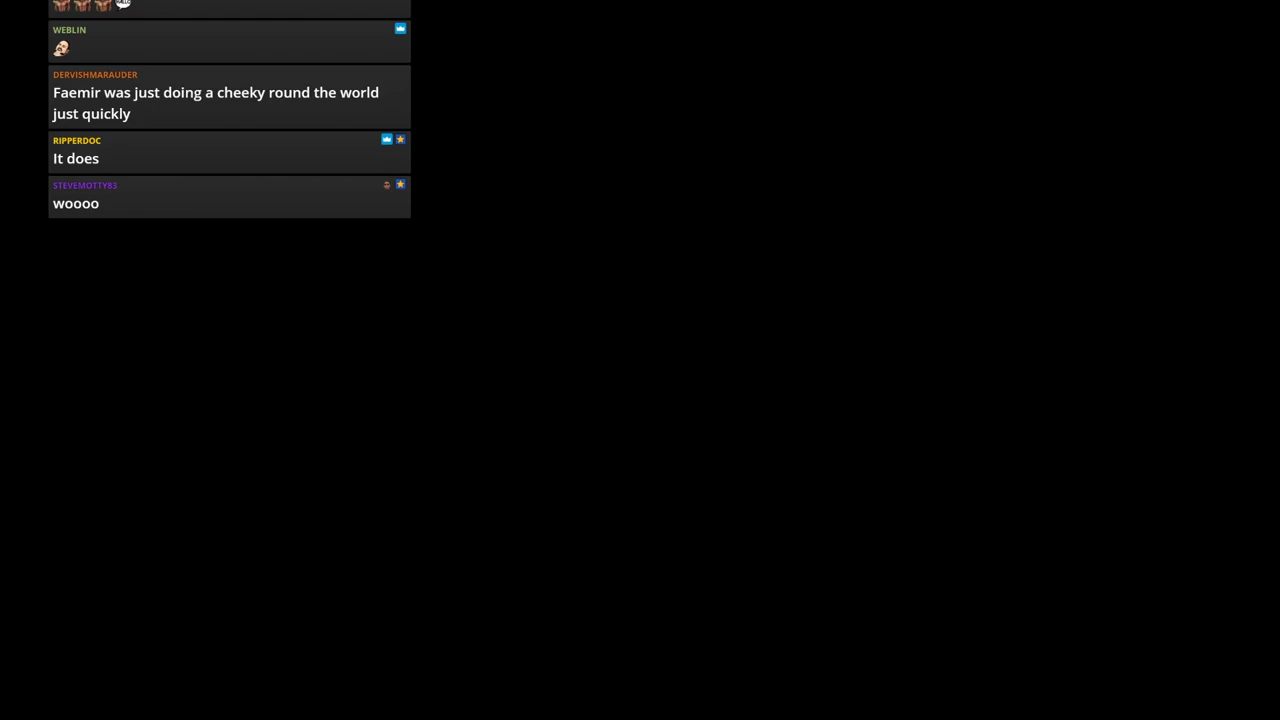 WEBLIN
DERVISHMARAUDER
Faemir was just doing a cheeky round the world
just quickly
RIPPERDOC
It does
STEVEMOTTY83
woooo